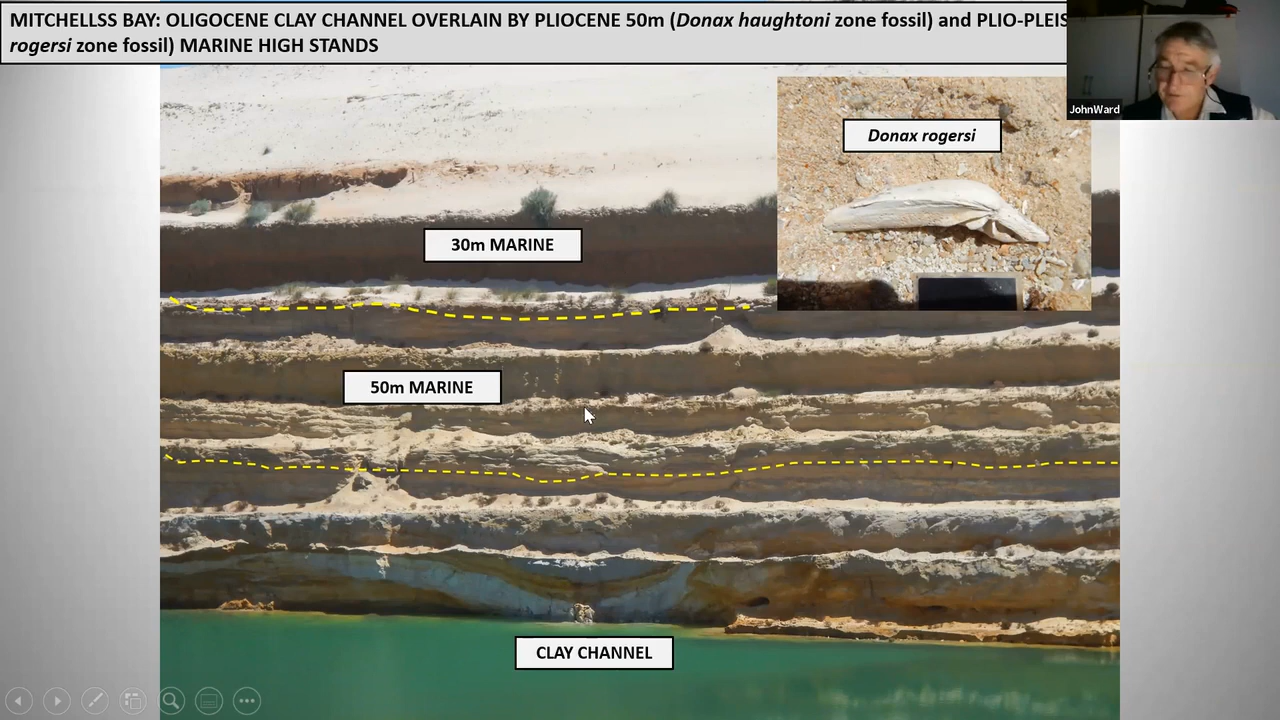 MITCHELLSS BAY: OLIGOCENE CLAY CHANNEL OVERLAIN BY PLIOCENE 50m (Donax haughtoni zone fossil) and PLIO-PLEIS
rogersi zone fossil) MARINE HIGH STANDS
JohnWard
Donax rogersi
30m MARINE
50m MARINE
CLAY CHANNEL